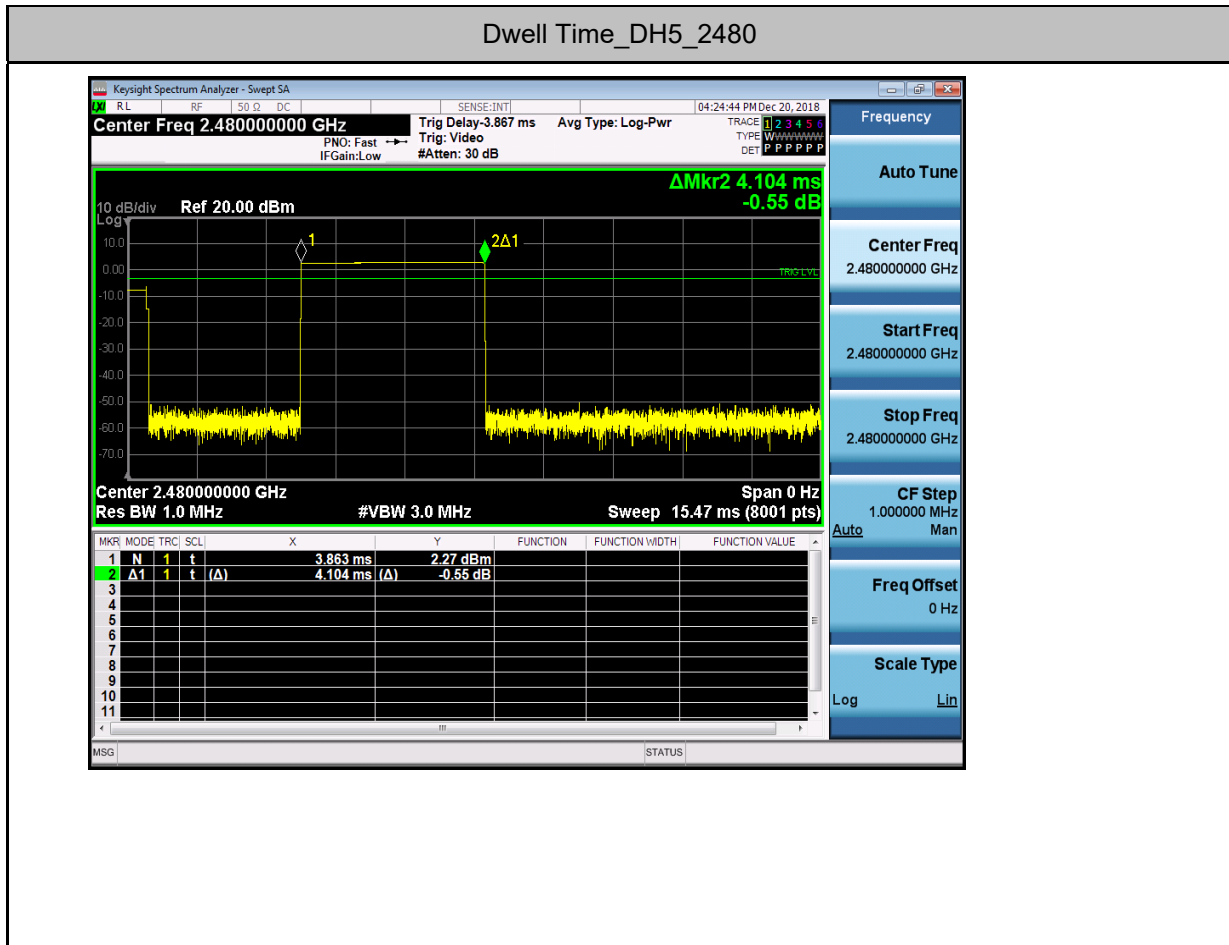 Dwell Time_DH5_2480
Keysight Spectrum Analyzer - Swept SA
LXI RL RF 50 Ω DC SENSE:INT 04:24:44 PM Dec 20, 2018
Center Freq 2.480000000 GHz Trig Delay-3.867 ms Avg Type: Log-Pwr TRACE 1 2 3 4 5 6
PNO: Fast Trig: Video TYPE WWWWWWW
IFGain:Low #Atten: 30 dB DET P P P P P P
ΔMkr2 4.104 ms
-0.55 dB
10 dB/div Ref 20.00 dBm
Log
1
2Δ1
10.0
0.00
TRIG LVL
-10.0
-20.0
-30.0
-40.0
-50.0
-60.0
-70.0
Center 2.480000000 GHz Span 0 Hz
Res BW 1.0 MHz #VBW 3.0 MHz Sweep 15.47 ms (8001 pts)
MKR MODE TRC SCL X Y FUNCTION FUNCTION WIDTH FUNCTION VALUE
1 N 1 t 3.863 ms 2.27 dBm
2 Δ1 1 t (Δ) 4.104 ms (Δ) -0.55 dB
3
4
5
6
7
8
9
10
11
MSG STATUS
Frequency
Auto Tune
Center Freq
2.480000000 GHz
Start Freq
2.480000000 GHz
Stop Freq
2.480000000 GHz
CF Step
1.000000 MHz
Auto Man
Freq Offset
0 Hz
Scale Type
Log Lin